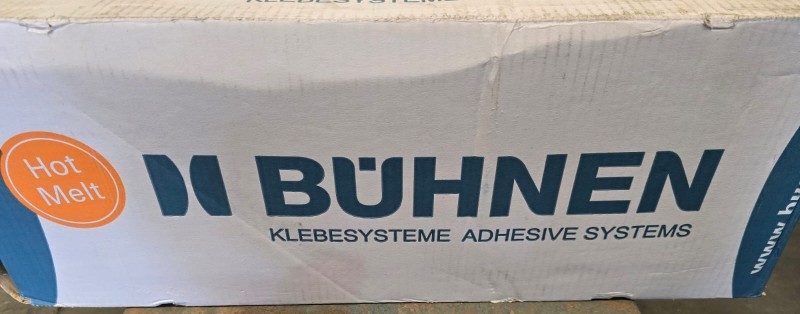 KLEBESYSTEME
Hot
Melt
BÜHNEN
KLEBESYSTEME ADHESIVE SYSTEMS